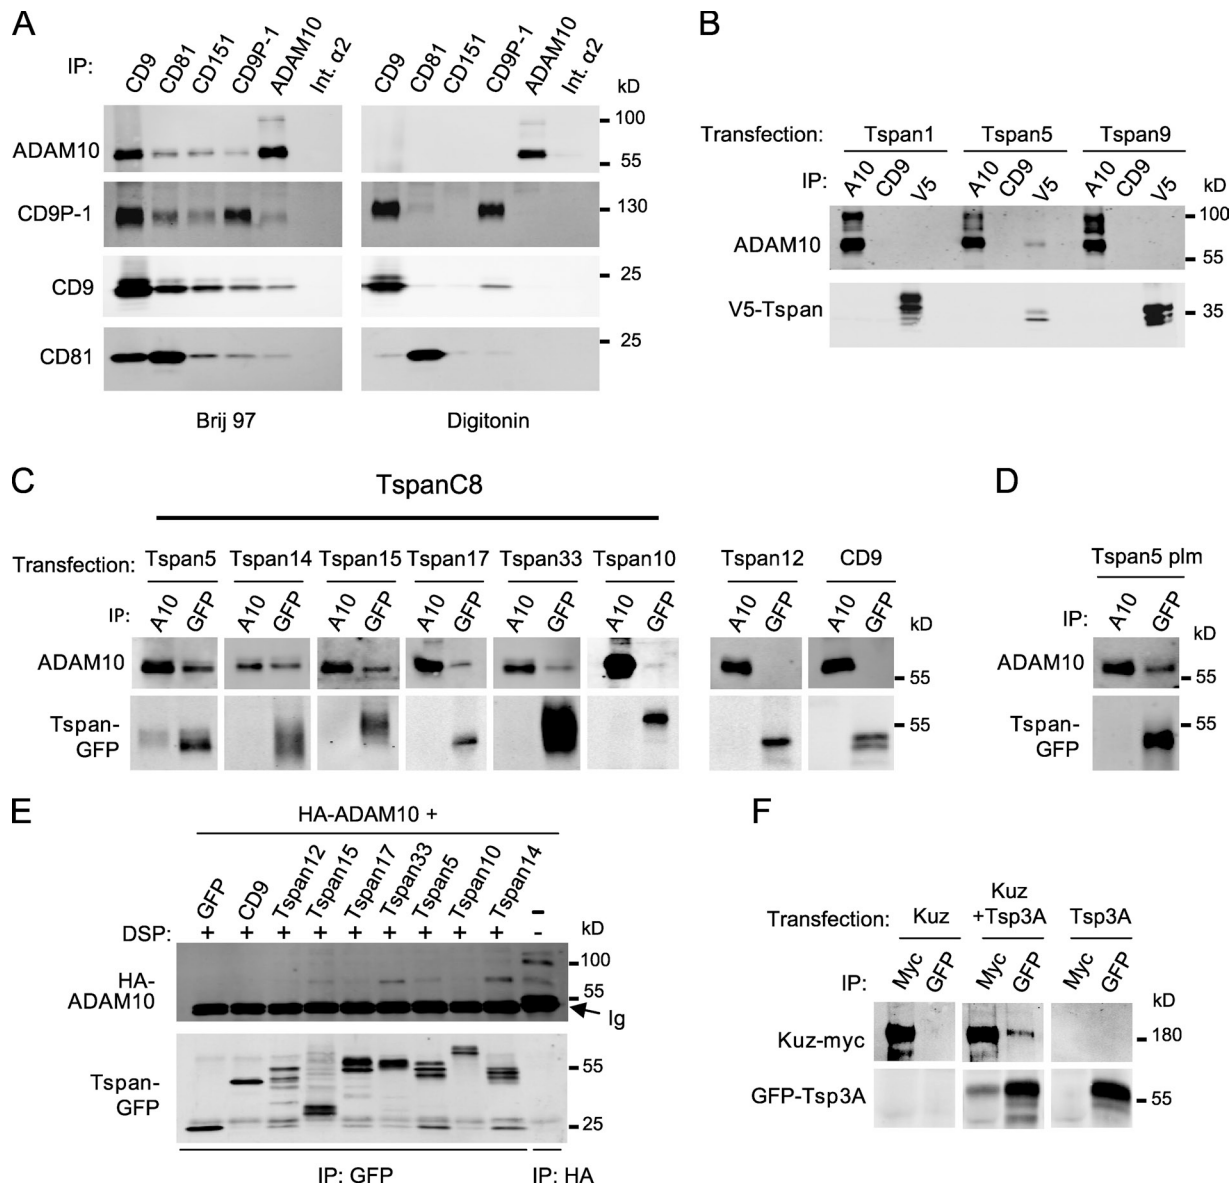 A
IP:
CD9 CD81 CD151 CD9P-1 ADAM10 Int. α2 CD9 CD81 CD151 CD9P-1 ADAM10 Int. α2
kD
ADAM10
100
55
CD9P-1
130
CD9
25
CD81
25
Brij 97 Digitonin
B
Transfection: Tspan1 Tspan5 Tspan9
IP: A10 CD9 V5 A10 CD9 V5 A10 CD9 V5
kD
ADAM10
100
55
V5-Tspan
35
C
TspanC8
Transfection: Tspan5 Tspan14 Tspan15 Tspan17 Tspan33 Tspan10 Tspan12 CD9
IP: A10 GFP A10 GFP A10 GFP A10 GFP A10 GFP A10 GFP A10 GFP A10 GFP
kD
ADAM10
55
Tspan-
GFP
55
D
Tspan5 plm
IP: A10 GFP
kD
ADAM10
55
Tspan-
GFP
55
E
HA-ADAM10 +
GFP CD9 Tspan12 Tspan15 Tspan17 Tspan33 Tspan5 Tspan10 Tspan14 -
DSP: + + + + + + + + + -
kD
HA-
ADAM10
100
55
Ig
Tspan-
GFP
55
25
IP: GFP IP: HA
F
Transfection: Kuz Kuz
+Tsp3A Tsp3A
IP: Myc GFP Myc GFP Myc GFP
kD
Kuz-myc
180
GFP-Tsp3A
55